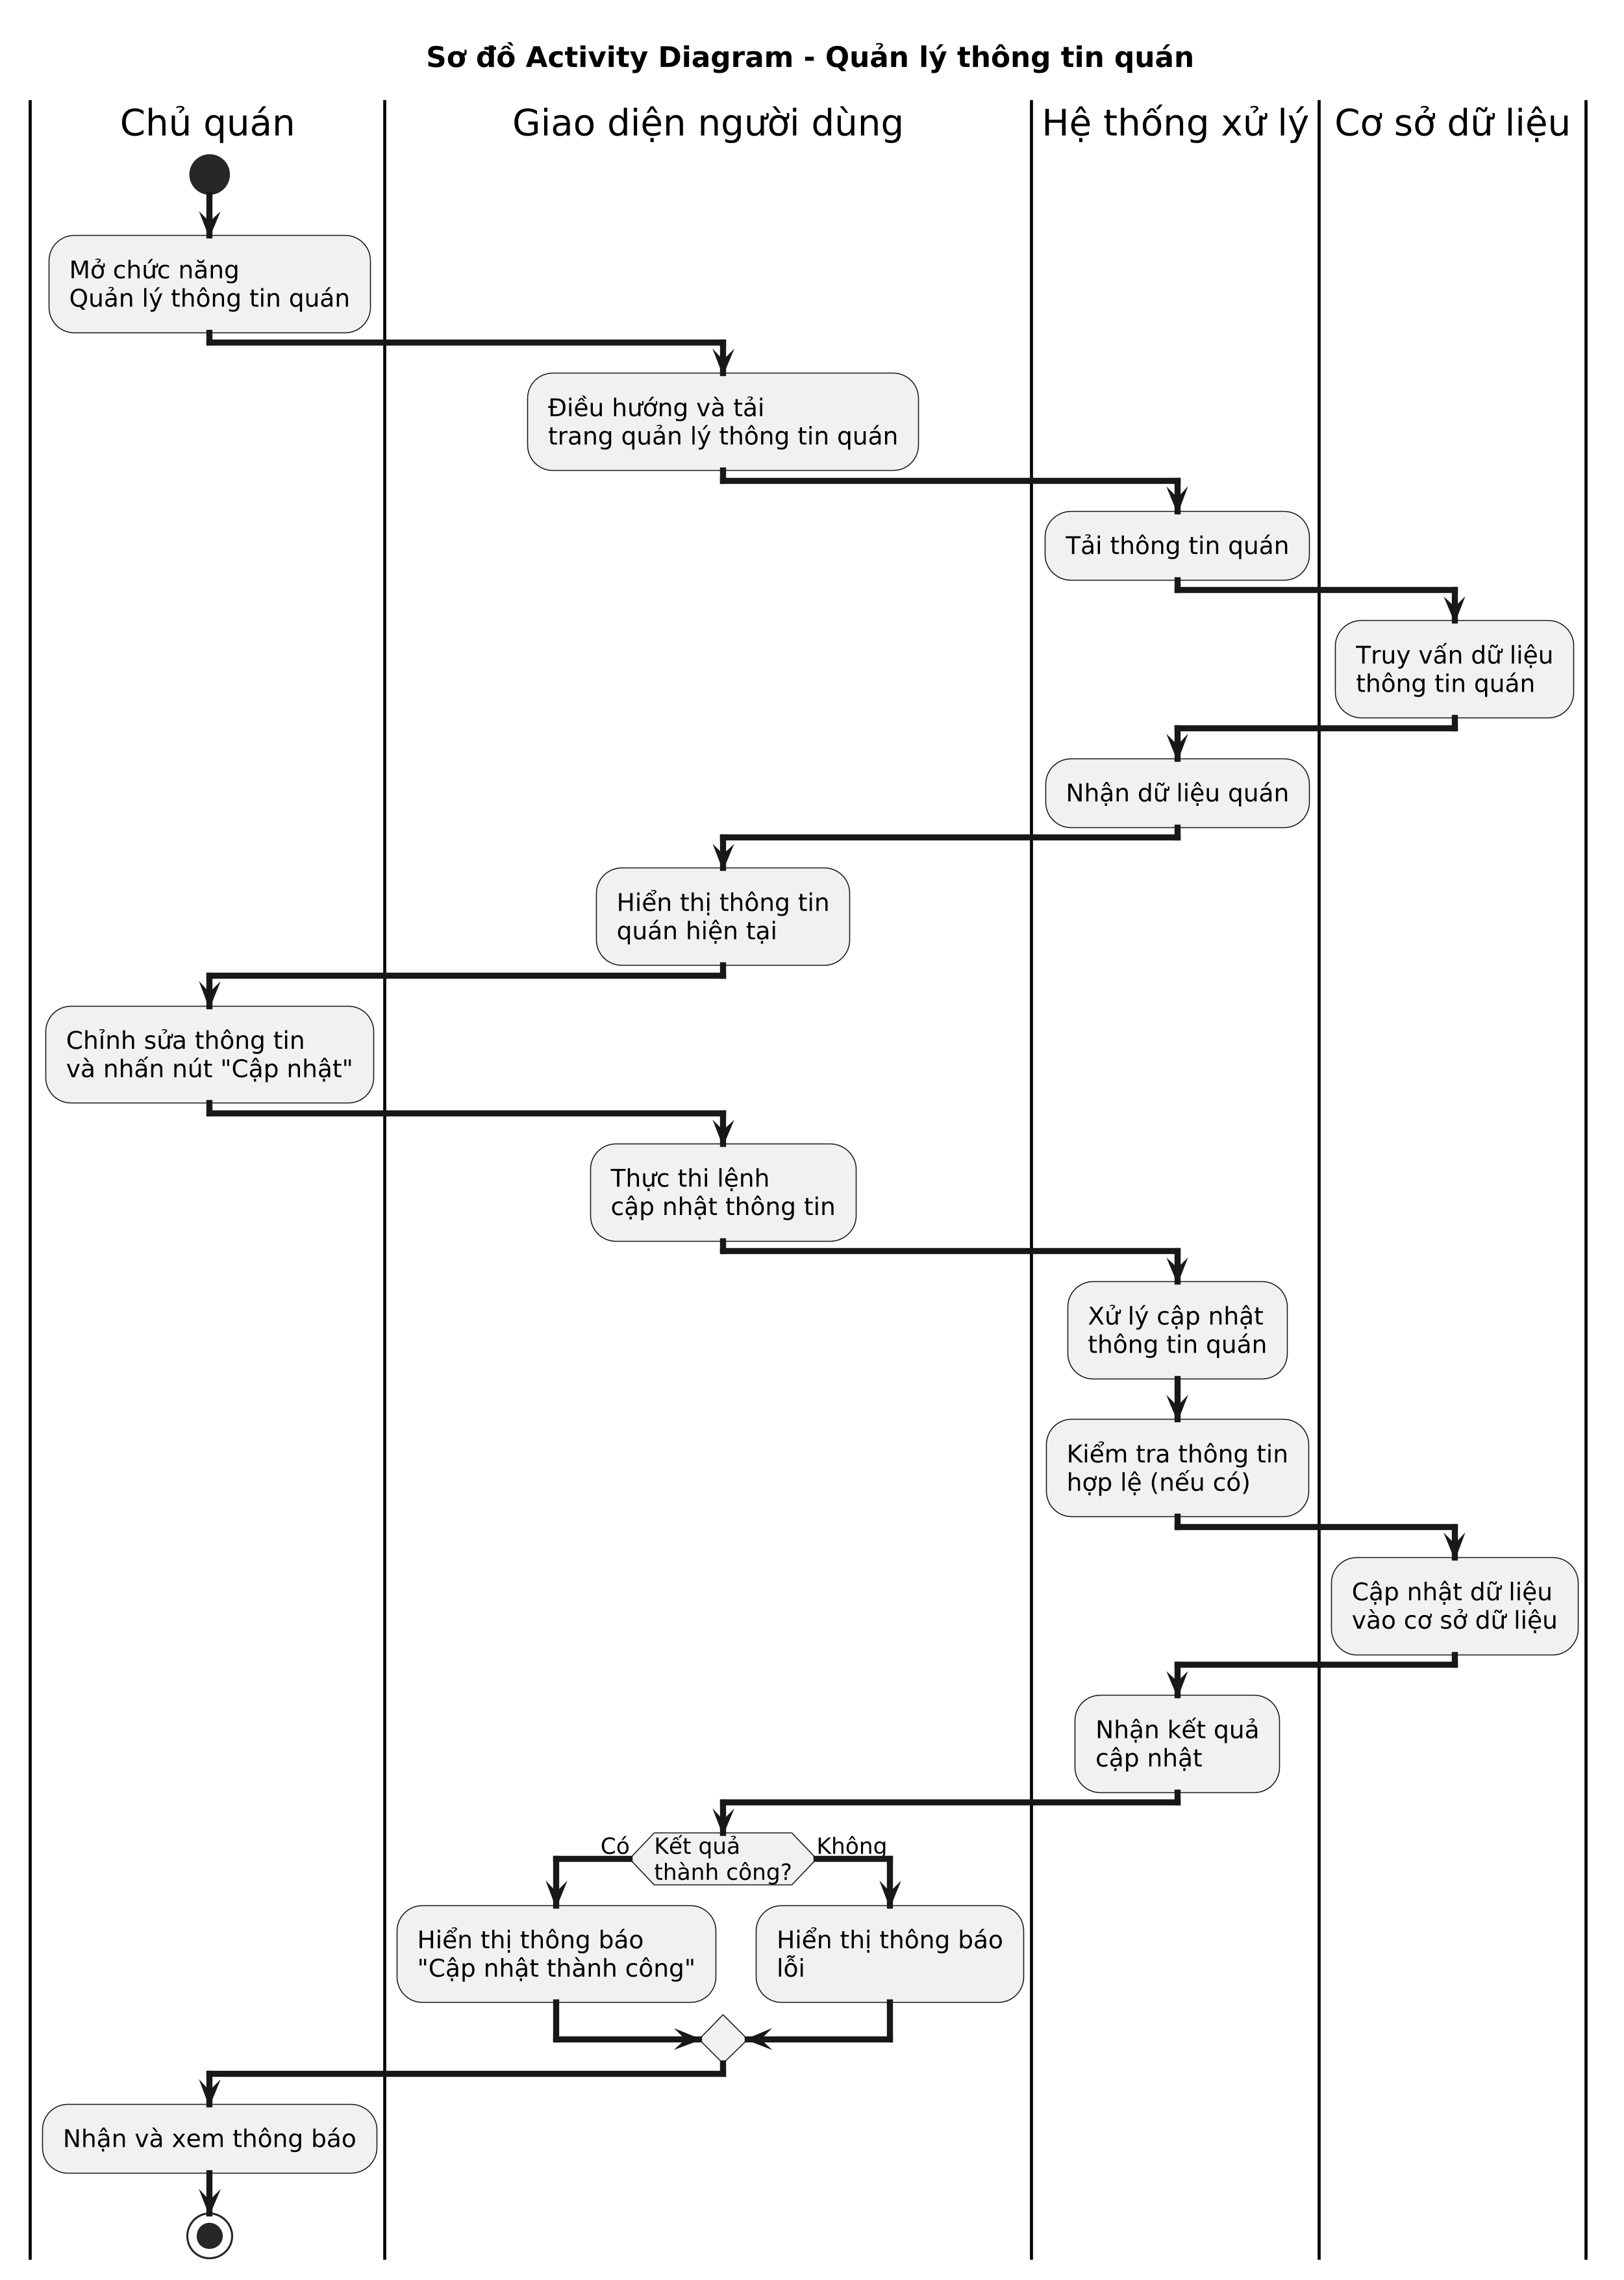 Sơ đồ Activity Diagram - Quản lý thông tin quán
Chủ quán
Giao diện người dùng
Hệ thống xử lý
Cơ sở dữ liệu
Mở chức năng
Quản lý thông tin quán
Điều hướng và tải
trang quản lý thông tin quán
Tải thông tin quán
Truy vấn dữ liệu
thông tin quán
Nhận dữ liệu quán
Hiển thị thông tin
quán hiện tại
Chỉnh sửa thông tin
và nhấn nút "Cập nhật"
Thực thi lệnh
cập nhật thông tin
Xử lý cập nhật
thông tin quán
Kiểm tra thông tin
hợp lệ (nếu có)
Cập nhật dữ liệu
vào cơ sở dữ liệu
Nhận kết quả
cập nhật
Có
Kết quả
thành công?
Không
Hiển thị thông báo
"Cập nhật thành công"
Hiển thị thông báo
lỗi
Nhận và xem thông báo